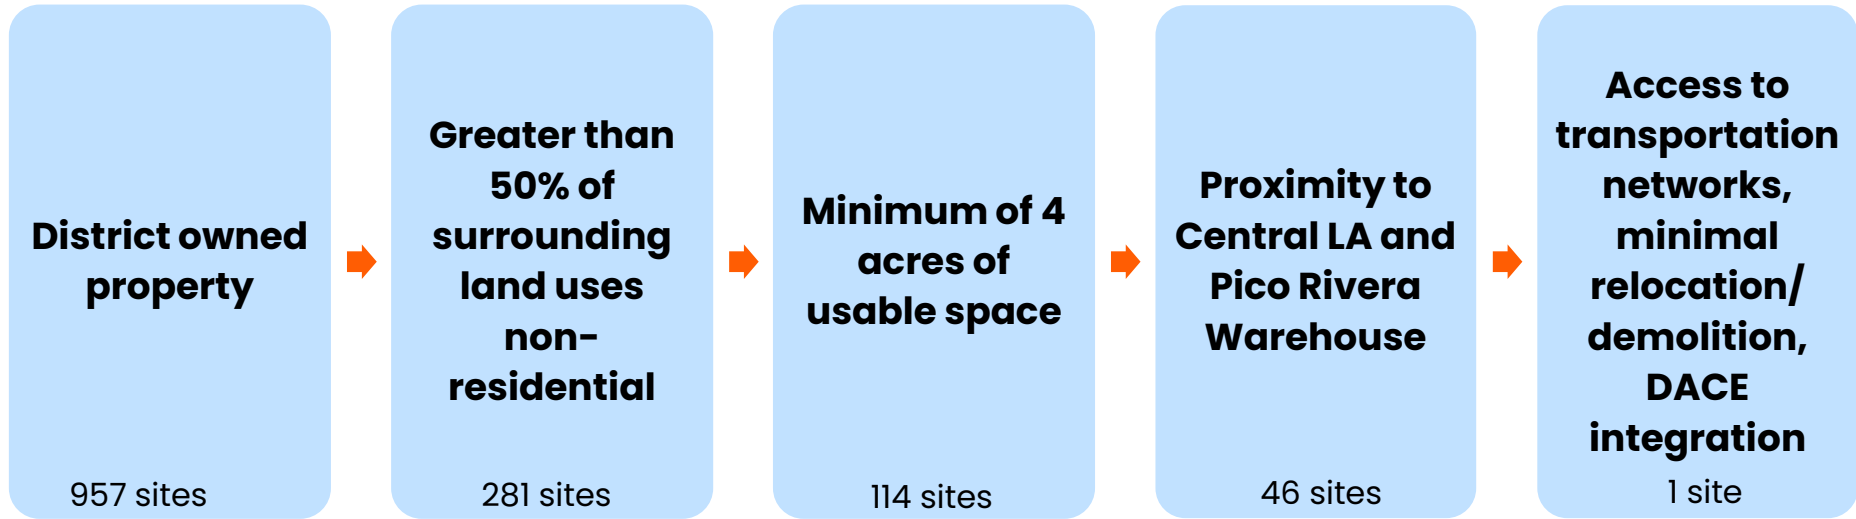 District owned
property
957 sites
Greater than
50% of
surrounding
land uses
non-
residential
281 sites
Minimum of 4
acres of
usable space
114 sites
Proximity to
Central LA and
Pico Rivera
Warehouse
46 sites
Access to
transportation
networks,
minimal
relocation/
demolition,
DACE
integration
1 site